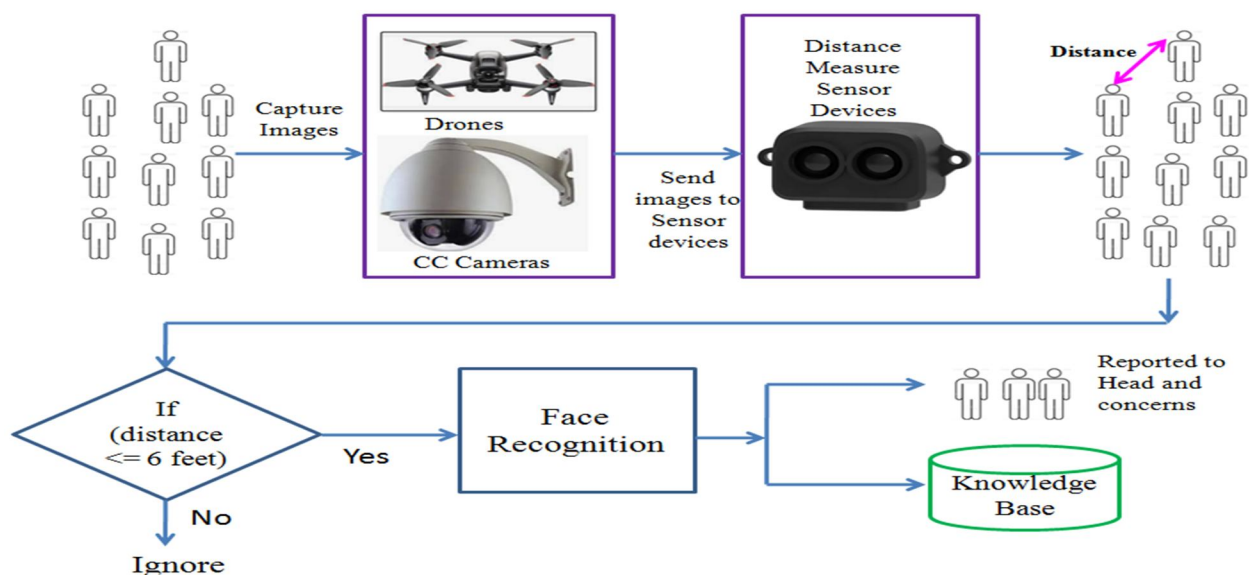 Capture
Images
Drones
CC Cameras
Send
images to
Sensor
devices
Distance
Measure
Sensor
Devices
Distance
If
(distance
<= 6 feet)
Yes
No
Ignore
Face
Recognition
Reported to
Head and
concerns
Knowledge
Base